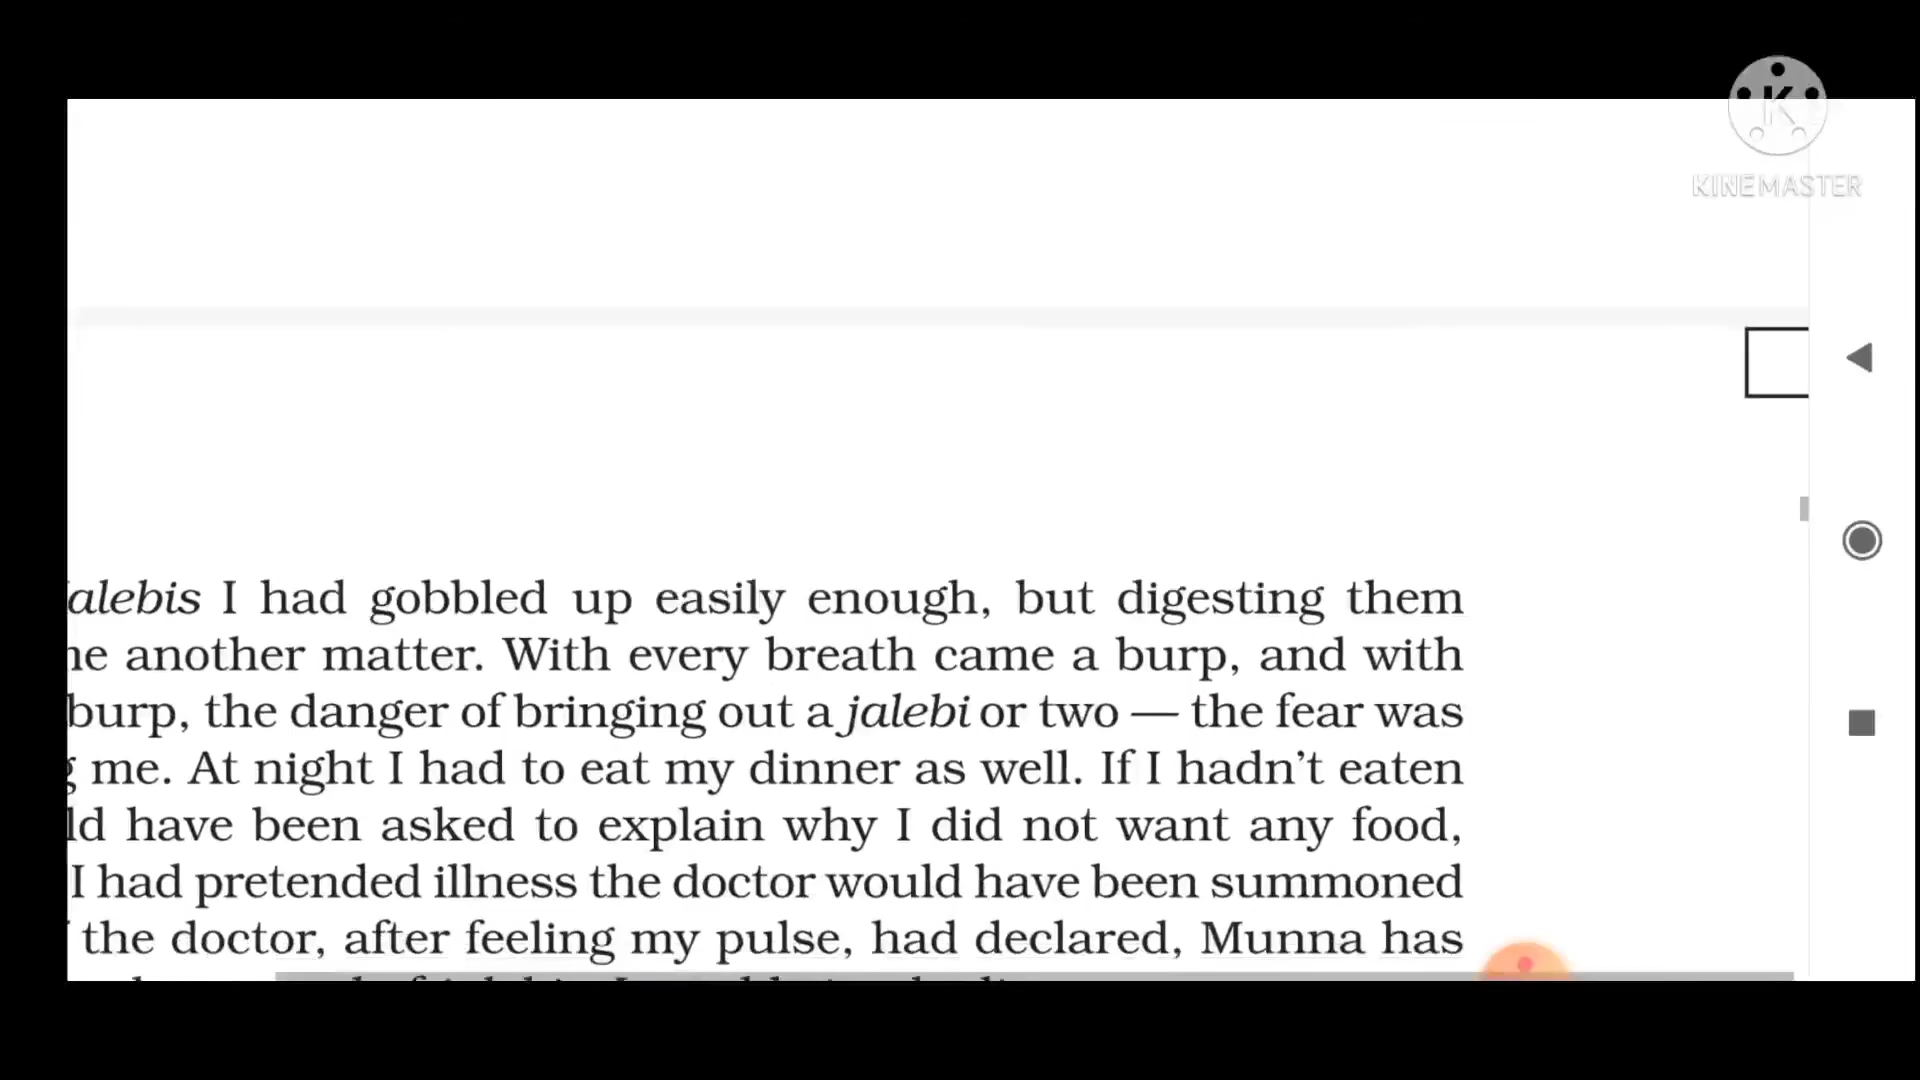 KINEMASTER
alebis I had gobbled up easily enough, but digesting them
another matter. With every breath came a burp, and with
burp, the danger of bringing out a jalebi or two — the fear was
me. At night I had to eat my dinner as well. If I hadn’t eaten
ld have been asked to explain why I did not want any food,
I had pretended illness the doctor would have been summoned
the doctor, after feeling my pulse, had declared, Munna has